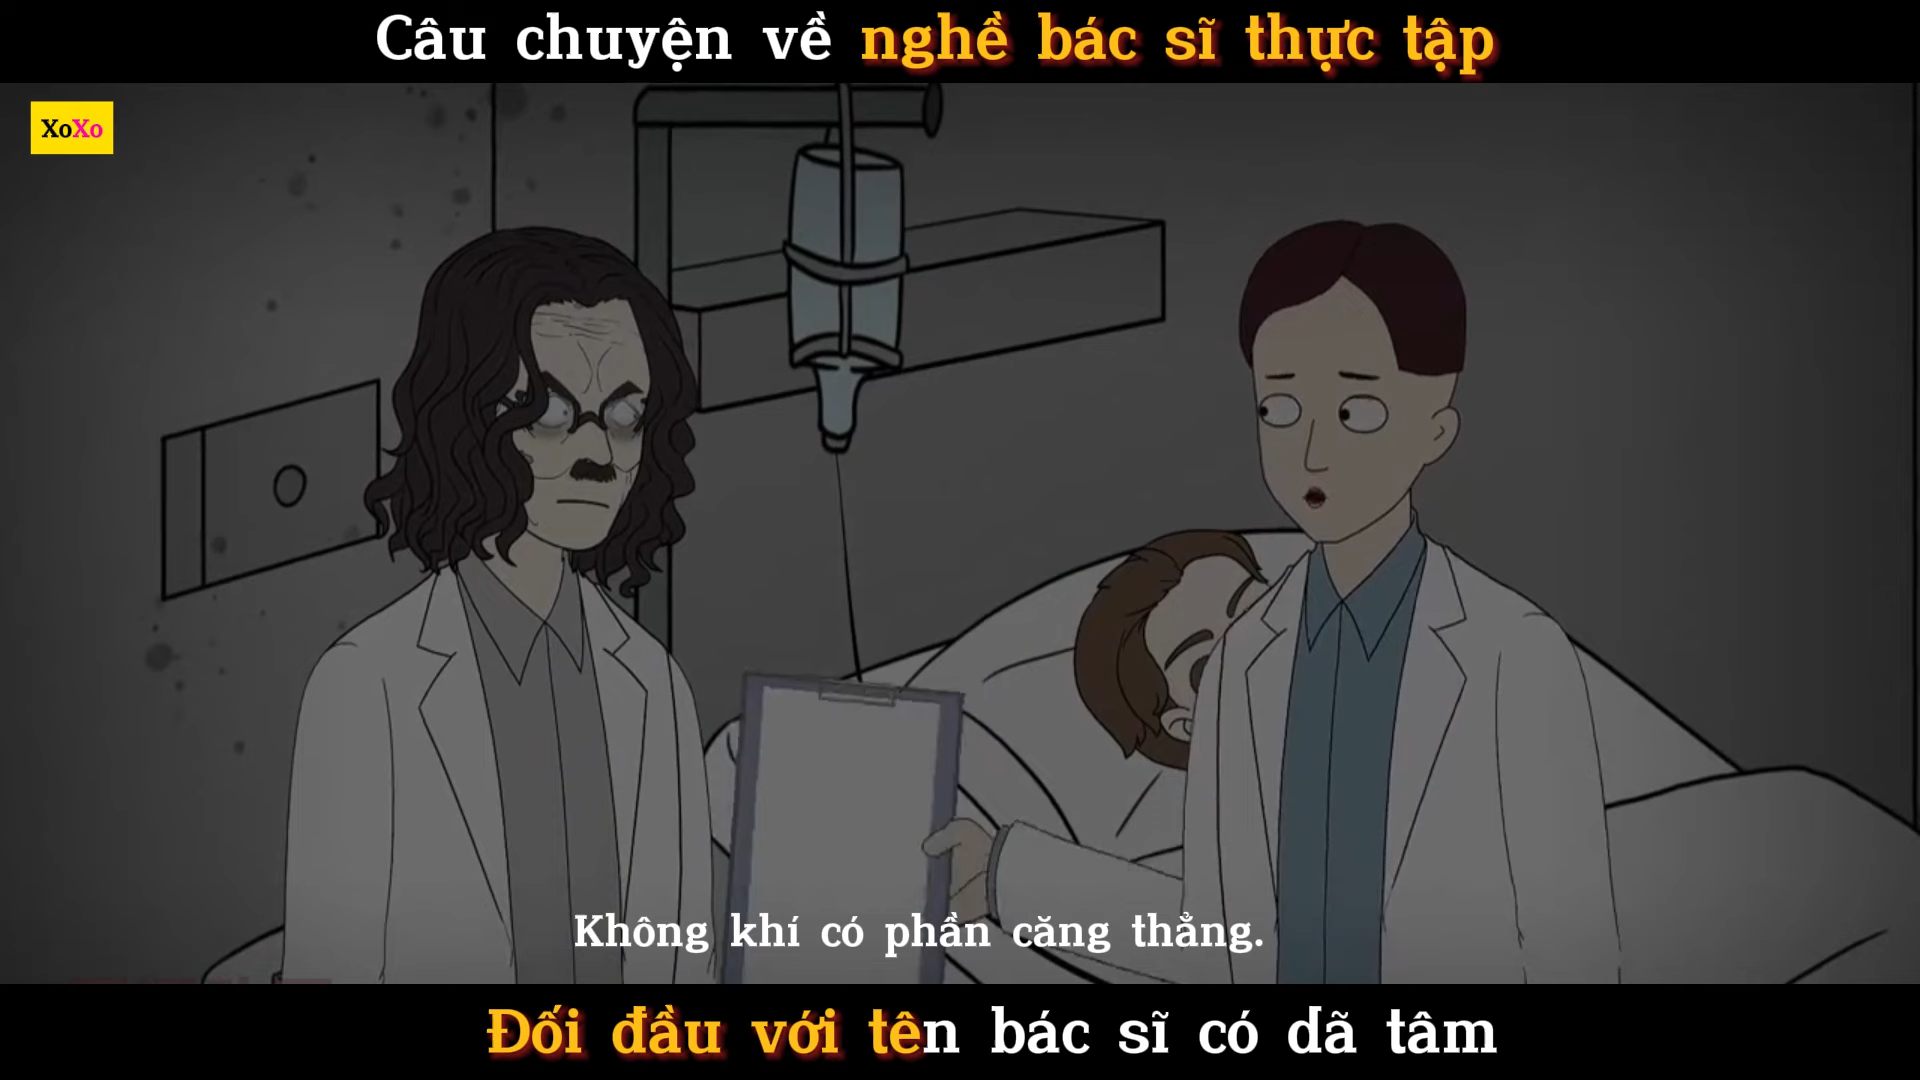 Câu chuyện về nghề bác sĩ thực tập
XoXo
Không khí có phần căng thẳng.
Đối đầu với tên bác sĩ có dã tâm